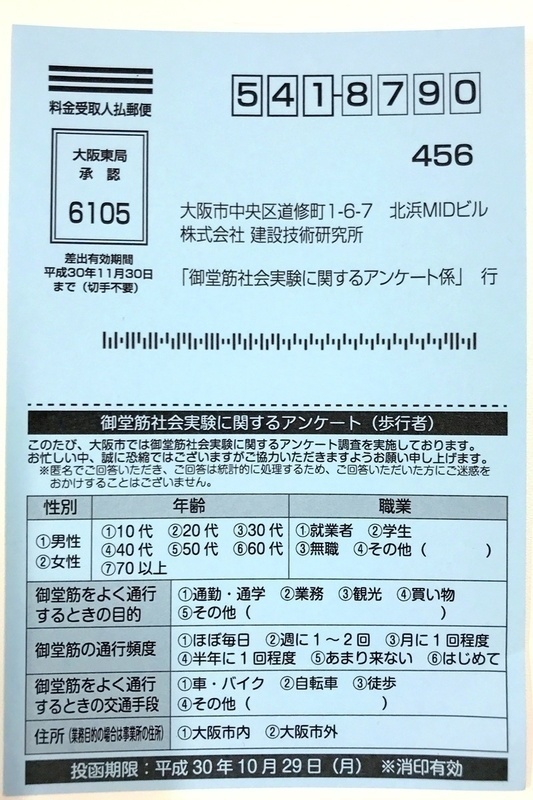 料金受取人払郵便
541-8790
大阪東局
承認
6105
差出有効期間
平成30年11月30日
まで(切手不要)
456
大阪市中央区道修町1-6-7 北浜MIDビル
株式会社 建設技術研究所
「御堂筋社会実験に関するアンケート係」 行
御堂筋社会実験に関するアンケート(歩行者)
このたび、大阪市では御堂筋社会実験に関するアンケート調査を実施しております。
お忙しい中、誠に恐縮ではございますがご協力いただきますようお願い申し上げます。
※匿名でご回答いただき、ご回答は統計的に処理するため、ご回答いただいた方にご迷惑を
おかけすることはございません。
性別 年齢 職業
①男性
②女性
①10代 ②20代 ③30代
④40代 ⑤50代 ⑥60代
⑦70以上
①就業者 ②学生
③無職 ④その他( )
御堂筋をよく通行
するときの目的
①通勤・通学 ②業務 ③観光 ④買い物
⑤その他( )
御堂筋の通行頻度
①ほぼ毎日 ②週に1~2回 ③月に1回程度
④半年に1回程度 ⑤あまり来ない ⑥はじめて
御堂筋をよく通行
するときの交通手段
①車・バイク ②自転車 ③徒歩
④その他( )
住所(業務目的の場合は事業所の住所) ①大阪市内 ②大阪市外
投函期限:平成30年10月29日(月) ※消印有効